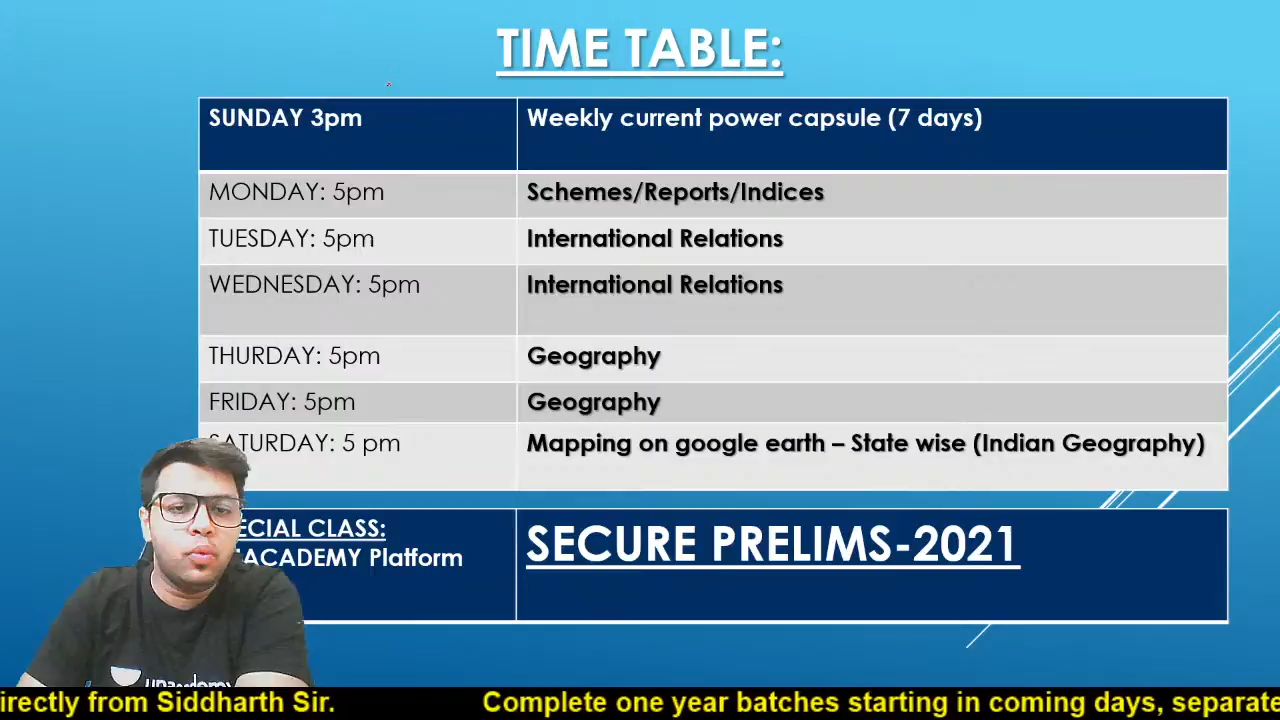 TIME TABLE:
SUNDAY 3pm Weekly current power capsule (7 days)
MONDAY: 5pm Schemes/Reports/Indices
TUESDAY: 5pm International Relations
WEDNESDAY: 5pm International Relations
THURDAY: 5pm Geography
FRIDAY: 5pm Geography
SATURDAY: 5 pm Mapping on google earth – State wise (Indian Geography)
ECIAL CLASS: SECURE PRELIMS-2021
ACADEMY Platform
unacademy
irectly from Siddharth Sir. Complete one year batches starting in coming days, separate